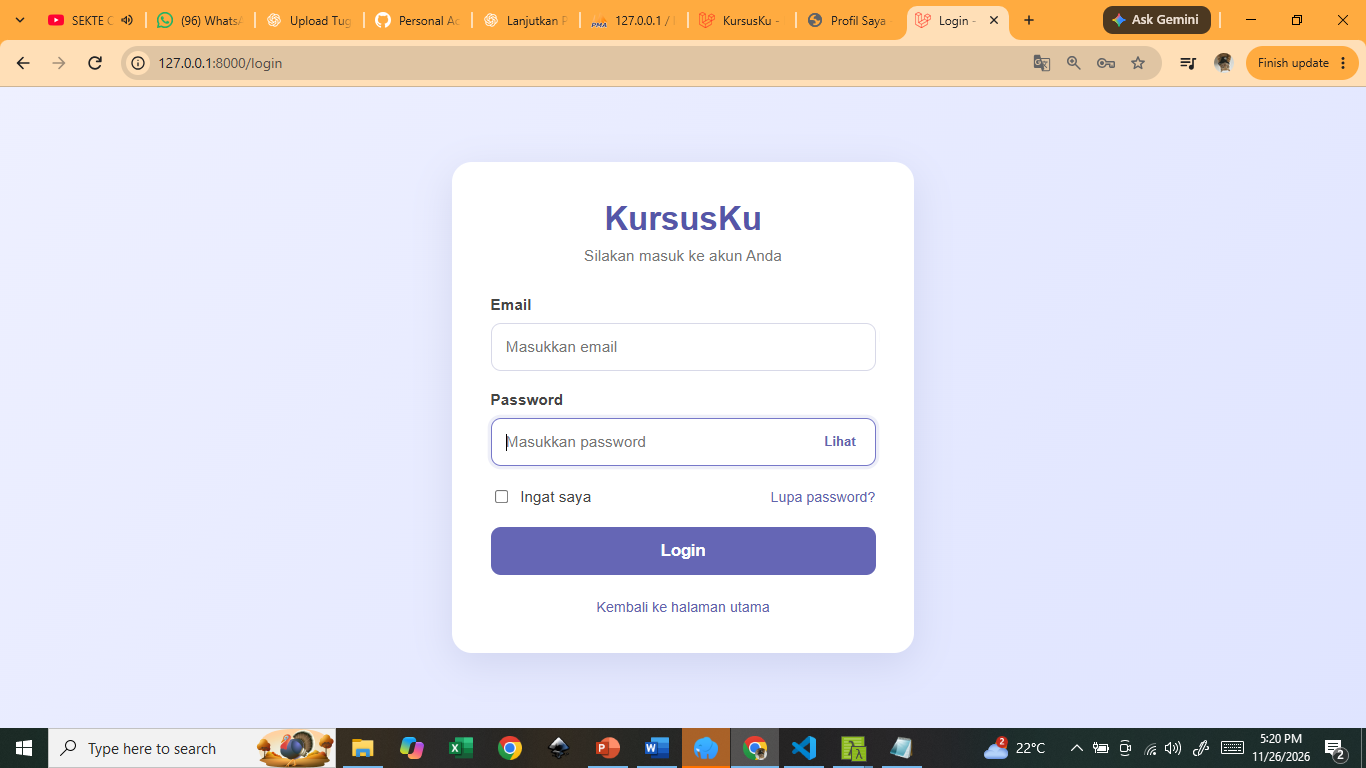 SEKTE C
(96) WhatsA
Upload Tug
Personal Ac
Lanjutkan P
PMA
127.0.0.1 / 
KursusKu -
Profil Saya
Login -
Ask Gemini
127.0.0.1:8000/login
Finish update
KursusKu
Silakan masuk ke akun Anda
Email
Masukkan email
Password
Masukkan password
Lihat
Ingat saya
Lupa password?
Login
Kembali ke halaman utama
Type here to search
2
22°C
5:20 PM
11/26/2026
2